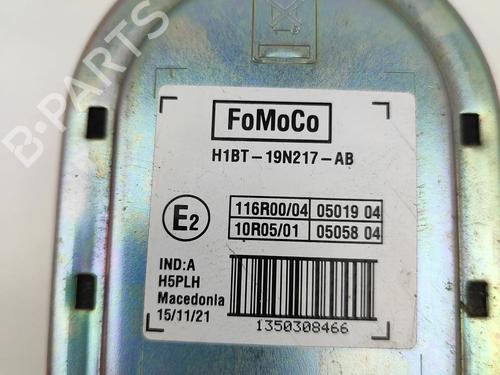 B-PARTS
FoMoCo
H1BT-19N217-AB
E2
116R00/04 05019 04
10R05/01 05058 04
IND:A
H5PLH
Macedonia
15/11/21
1350308466